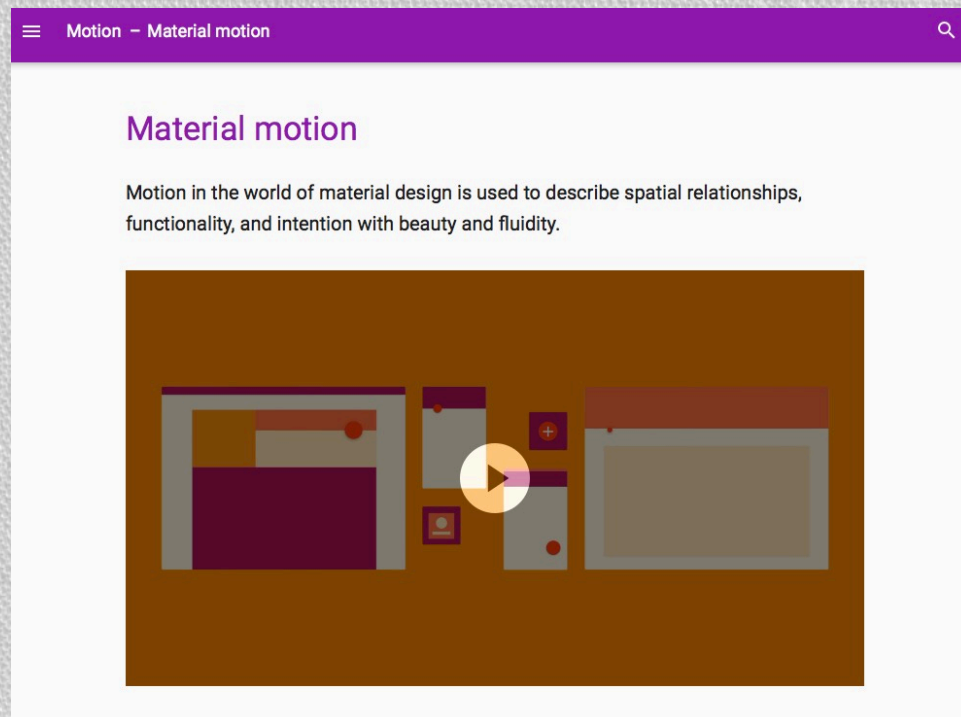 Motion – Material motion
Material motion
Motion in the world of material design is used to describe spatial relationships,
functionality, and intention with beauty and fluidity.